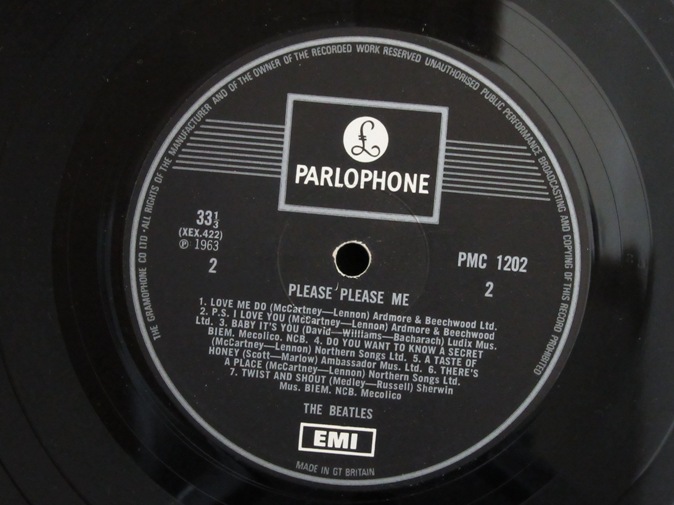 THE GRAMOPHONE CO LTD · ALL RIGHTS OF THE MANUFACTURER AND OF THE OWNER OF THE RECORDED WORK RESERVED UNAUTHORISED PUBLIC PERFORMANCE BROADCASTING AND COPYING OF THIS RECORD PROHIBITED
£
PARLOPHONE
33 1/3
(XEX.422)
℗ 1963
2
PMC 1202
2
PLEASE PLEASE ME
1. LOVE ME DO (McCartney—Lennon) Ardmore & Beechwood Ltd.
2. P.S. I LOVE YOU (McCartney—Lennon) Ardmore & Beechwood
Ltd. 3. BABY IT'S YOU (David—Williams—Bacharach) Ludix Mus.
BIEM. NCB. Mecolico. 4. DO YOU WANT TO KNOW A SECRET
(McCartney—Lennon) Northern Songs Ltd. 5. A TASTE OF
HONEY (Scott—Marlow) Ambassador Mus. Ltd. 6. THERE'S
A PLACE (McCartney—Lennon) Northern Songs Ltd.
7. TWIST AND SHOUT (Medley—Russell) Sherwin
Mus. BIEM. NCB. Mecolico
THE BEATLES
EMI
MADE IN GT BRITAIN